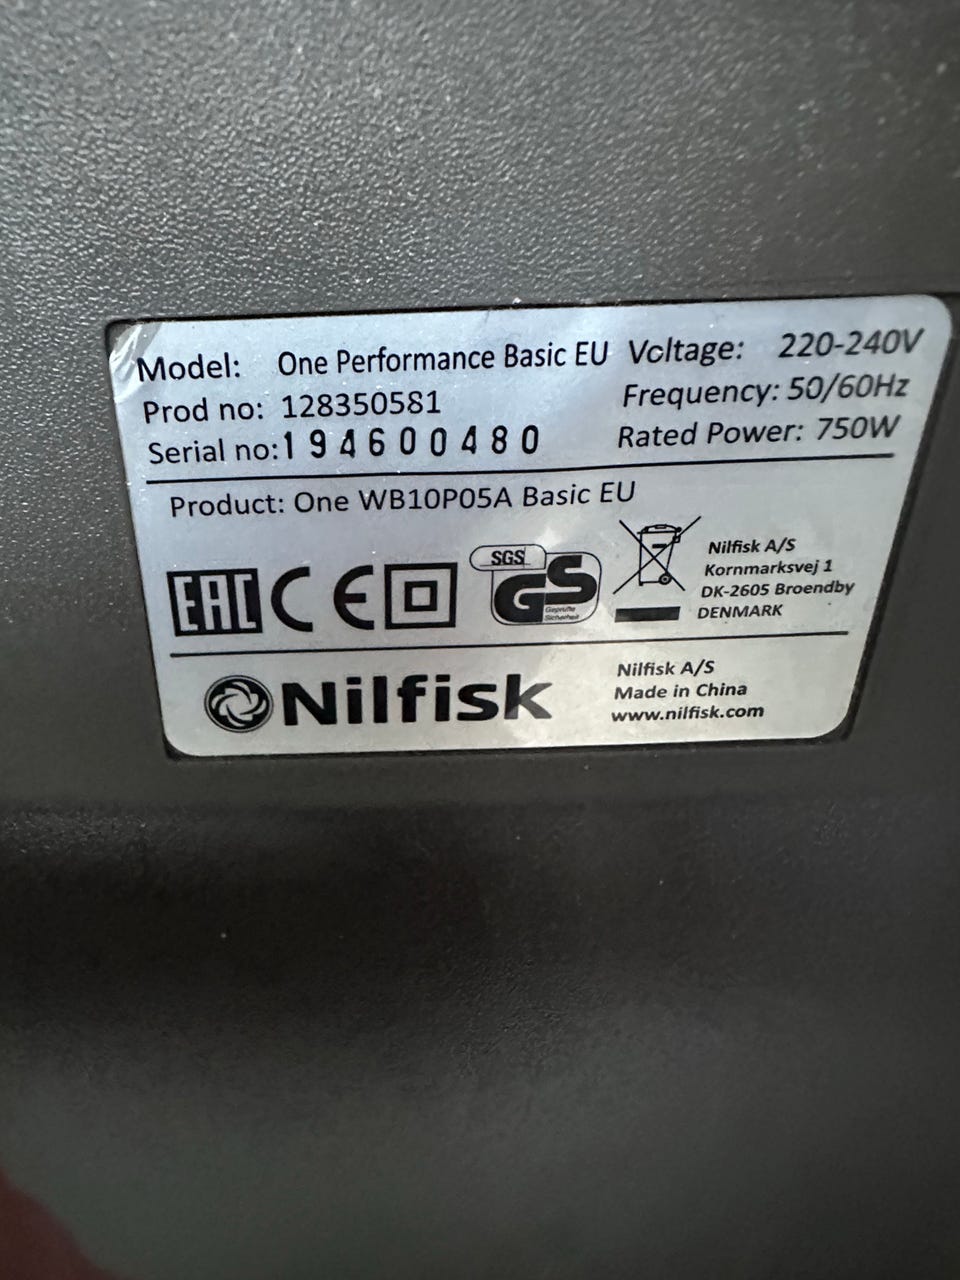 Model: One Performance Basic EU Voltage: 220-240V
Prod no: 128350581 Frequency: 50/60Hz
Serial no:194600480 Rated Power: 750W
Product: One WB10P05A Basic EU
EAC CE SGS GS Geprüfte Sicherheit
Nilfisk A/S
Kornmarksvej 1
DK-2605 Broendby
DENMARK
Nilfisk
Nilfisk A/S
Made in China
www.nilfisk.com